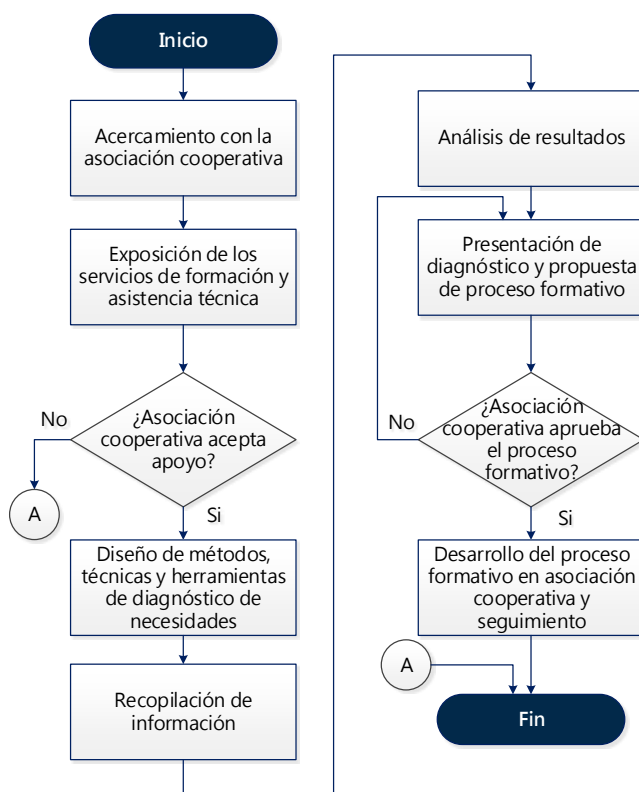 Inicio
Acercamiento con la
asociación cooperativa
Exposición de los
servicios de formación y
asistencia técnica
¿Asociación
cooperativa acepta
apoyo?
No
A
Si
Diseño de métodos,
técnicas y herramientas
de diagnóstico de
necesidades
Recopilación de
información
Análisis de resultados
Presentación de
diagnóstico y propuesta
de proceso formativo
¿Asociación
cooperativa aprueba
el proceso
formativo?
No
Si
Desarrollo del proceso
formativo en asociación
cooperativa y
seguimiento
A
Fin